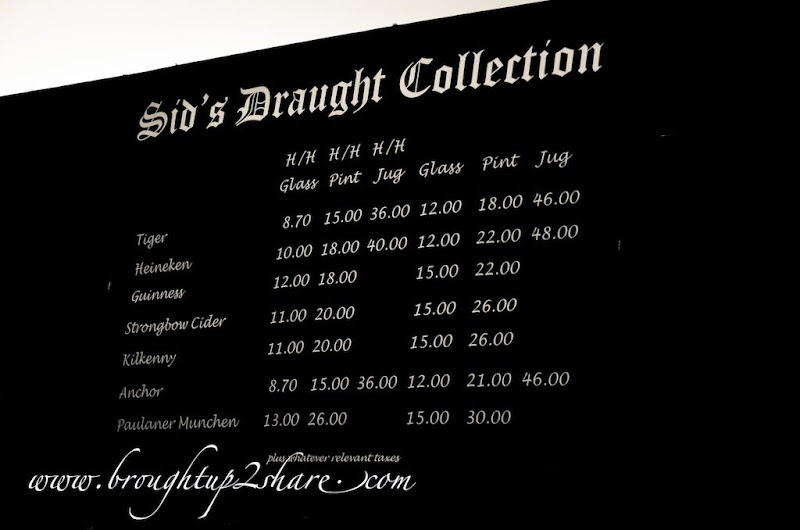 Sid's Draught Collection
H/H H/H H/H
Glass Pint Jug Glass Pint Jug
Tiger 8.70 15.00 36.00 12.00 18.00 46.00
Heineken 10.00 18.00 40.00 12.00 22.00 48.00
Guinness 12.00 18.00 15.00 22.00
Strongbow Cider 11.00 20.00 15.00 26.00
Kilkenny 11.00 20.00 15.00 26.00
Anchor 8.70 15.00 36.00 12.00 21.00 46.00
Paulaner Munchen 13.00 26.00 15.00 30.00
plus whatever relevant taxes
www.broughtup2share.com